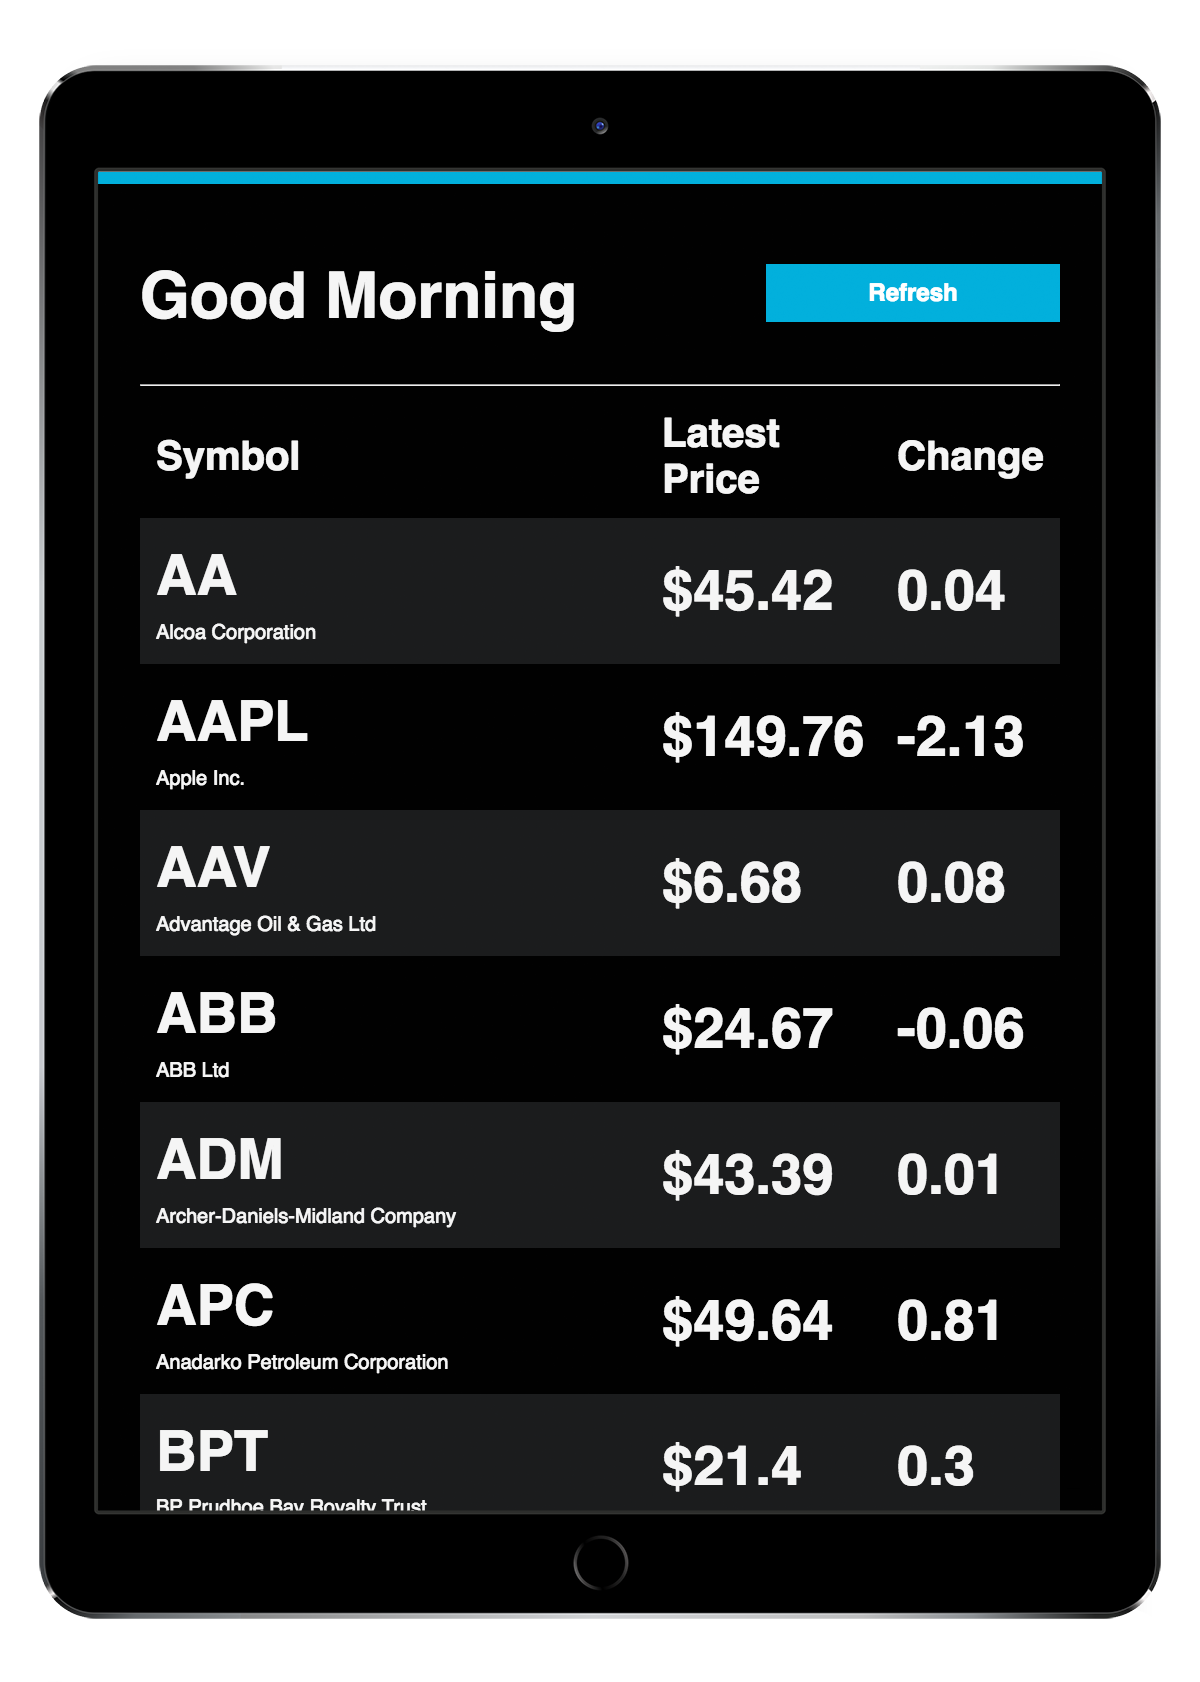 Good Morning
Refresh
Symbol
Latest
Price
Change
AA
Alcoa Corporation
$45.42
0.04
AAPL
Apple Inc.
$149.76
-2.13
AAV
Advantage Oil & Gas Ltd
$6.68
0.08
ABB
ABB Ltd
$24.67
-0.06
ADM
Archer-Daniels-Midland Company
$43.39
0.01
APC
Anadarko Petroleum Corporation
$49.64
0.81
BPT
BP Prudhoe Bay Royalty Trust
$21.4
0.3